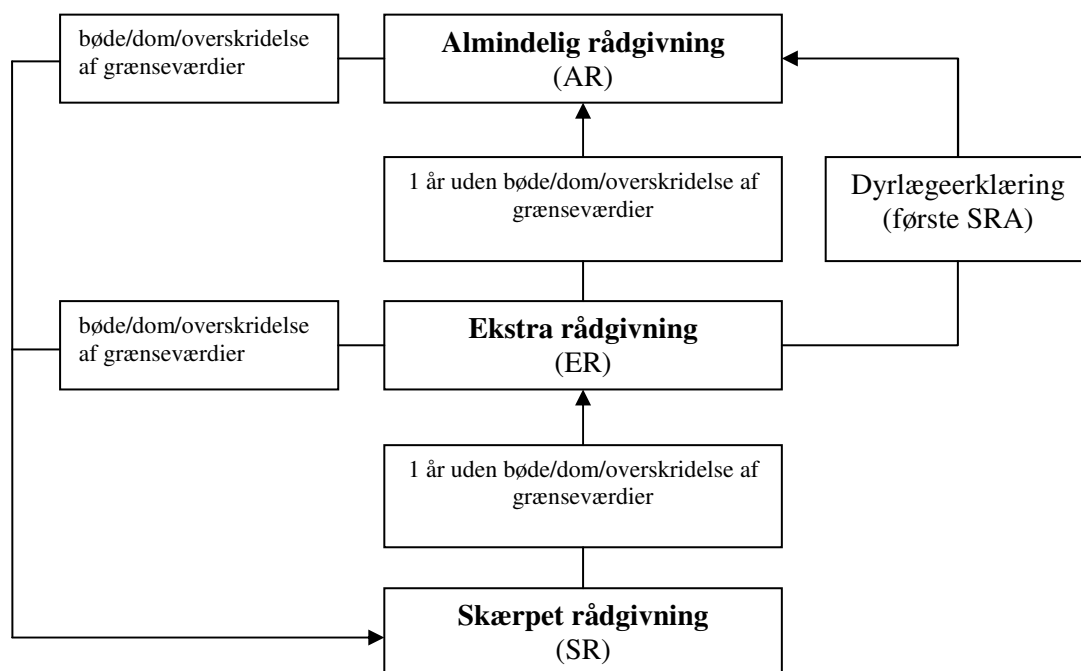 bøde/dom/overskridelse
af grænseværdier
Almindelig rådgivning
(AR)
1 år uden bøde/dom/overskridelse af
grænseværdier
Dyrlægeerklæring
(første SRA)
bøde/dom/overskridelse
af grænseværdier
Ekstra rådgivning
(ER)
1 år uden bøde/dom/overskridelse af
grænseværdier
Skærpet rådgivning
(SR)